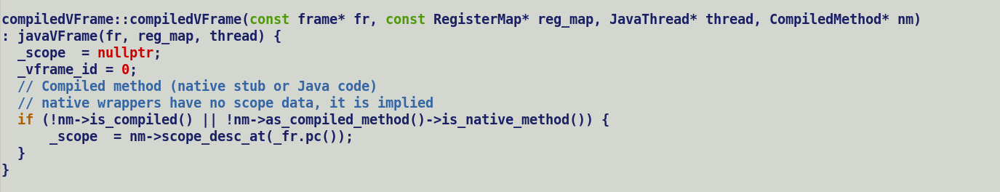 compiledVFrame::compiledVFrame(const frame* fr, const RegisterMap* reg_map, JavaThread* thread, CompiledMethod* nm)
: javaVFrame(fr, reg_map, thread) {
  _scope  = nullptr;
  _vframe_id = 0;
  // Compiled method (native stub or Java code)
  // native wrappers have no scope data, it is implied
  if (!nm->is_compiled() || !nm->as_compiled_method()->is_native_method()) {
      _scope  = nm->scope_desc_at(_fr.pc());
  }
}